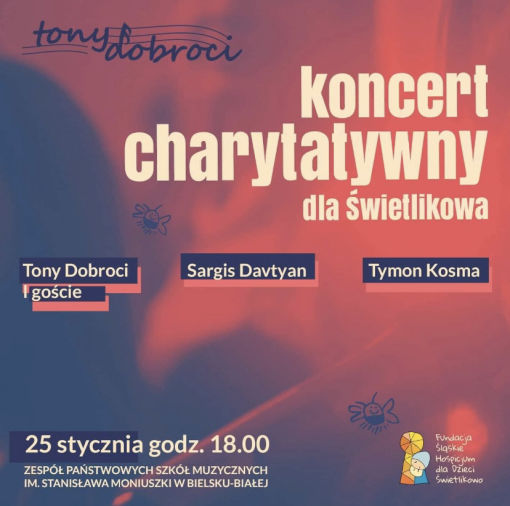 tony dobroci
koncert
charytatywny
dla świetlikowa
Tony Dobroci
I goście
Sargis Davtyan
Tymon Kosma
25 stycznia godz. 18.00
ZESPÓŁ PAŃSTWOWYCH SZKÓŁ MUZYCZNYCH
IM. STANISŁAWA MONIUSZKI W BIELSKU-BIAŁEJ
Fundacja
Śląskie
Hospicjum
dla Dzieci
Świetlikowo